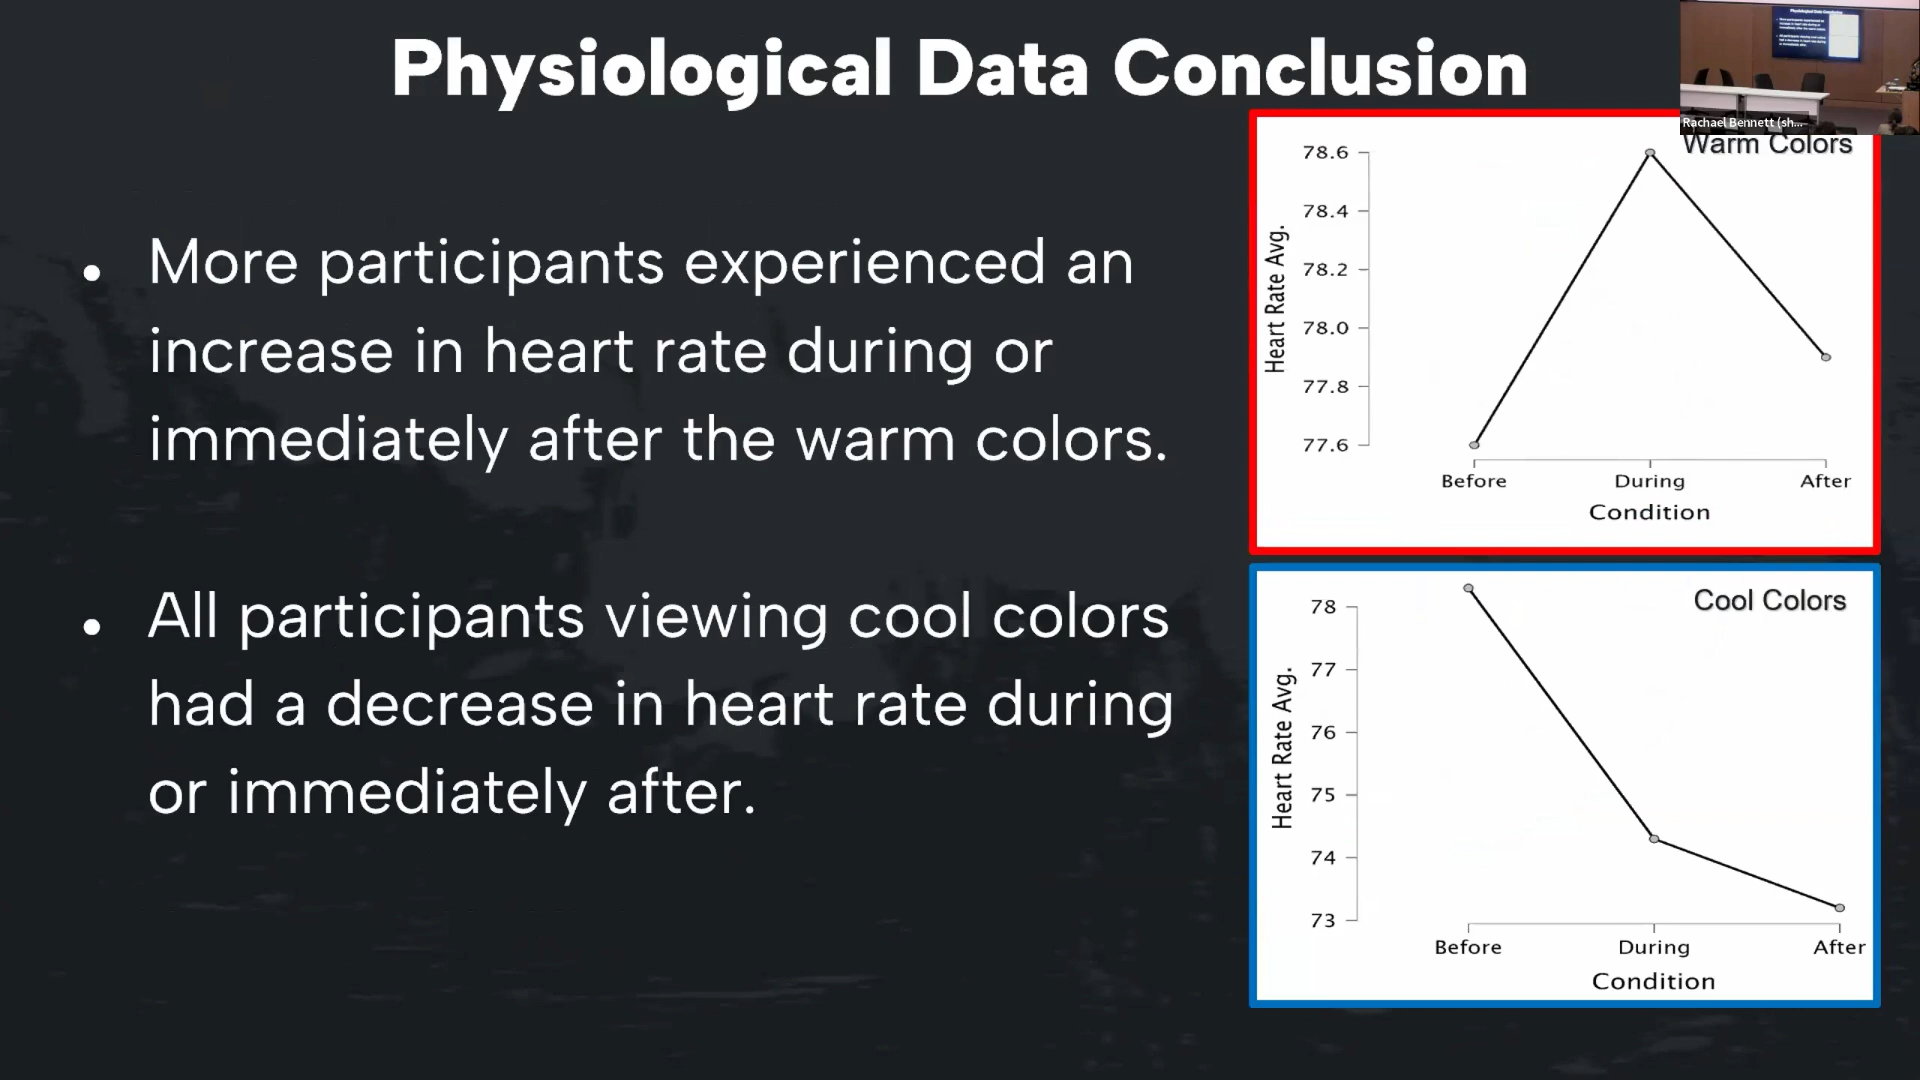 Physiological Data Conclusion
Rachael Bennett (sh...
• More participants experienced an
increase in heart rate during or
immediately after the warm colors.
• All participants viewing cool colors
had a decrease in heart rate during
or immediately after.
Warm Colors
78.6
78.4
78.2
78.0
77.8
77.6
Heart Rate Avg.
Before During After
Condition
Cool Colors
78
77
76
75
74
73
Heart Rate Avg.
Before During After
Condition